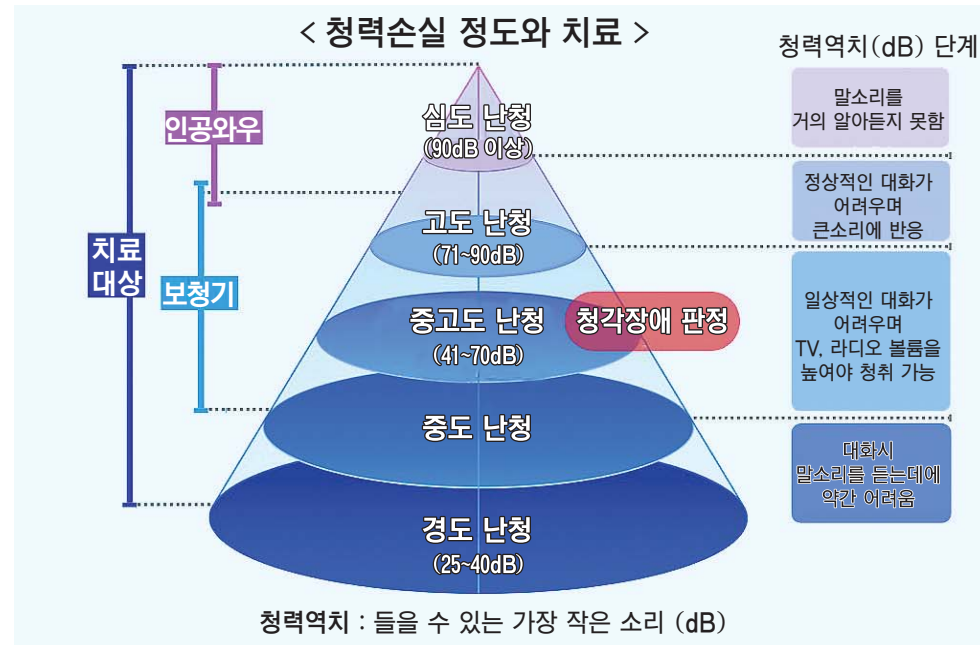 < 청력손실 정도와 치료 >
청력역치(dB) 단계
인공와우
치료
대상
보청기
심도 난청
(90dB 이상)
고도 난청
(71~90dB)
중고도 난청
(41~70dB)
청각장애 판정
중도 난청
경도 난청
(25~40dB)
말소리를
거의 알아듣지 못함
정상적인 대화가
어려우며
큰소리에 반응
일상적인 대화가
어려우며
TV, 라디오 볼륨을
높여야 청취 가능
대화시
말소리를 듣는데에
약간 어려움
청력역치 : 들을 수 있는 가장 작은 소리 (dB)